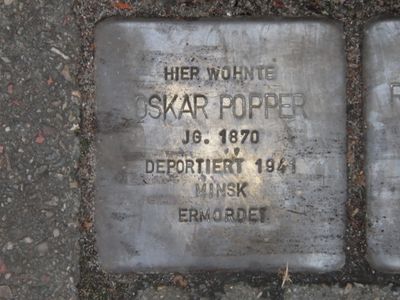 HIER WOHNTE
OSKAR POPPER
JG. 1870
DEPORTIERT 1941
MINSK
ERMORDET
R